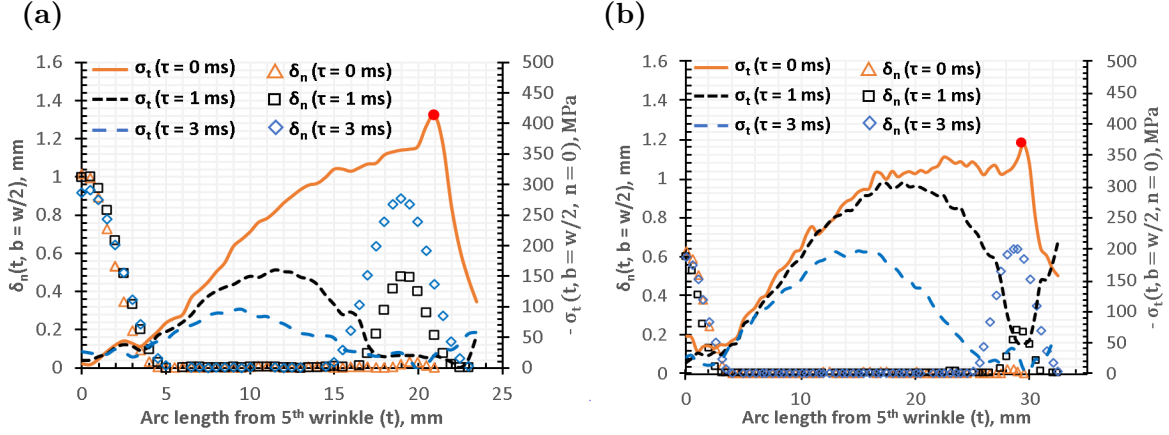 (a)
1.6
1.4
1.2
1
0.8
0.6
0.4
0.2
0
δn(t, b = w/2), mm
σt (τ = 0 ms)
σt (τ = 1 ms)
σt (τ = 3 ms)
δn (τ = 0 ms)
δn (τ = 1 ms)
δn (τ = 3 ms)
500
450
400
350
300
250
200
150
100
50
0
- σt (t, b = w/2, n = 0), MPa
0 5 10 15 20 25
Arc length from 5th wrinkle (t), mm
(b)
1.6
1.4
1.2
1
0.8
0.6
0.4
0.2
0
δn(t, b = w/2), mm
σt (τ = 0 ms)
σt (τ = 1 ms)
σt (τ = 3 ms)
δn (τ = 0 ms)
δn (τ = 1 ms)
δn (τ = 3 ms)
500
450
400
350
300
250
200
150
100
50
0
- σt (t, b = w/2, n = 0), MPa
0 10 20 30
Arc length from 5th wrinkle (t), mm